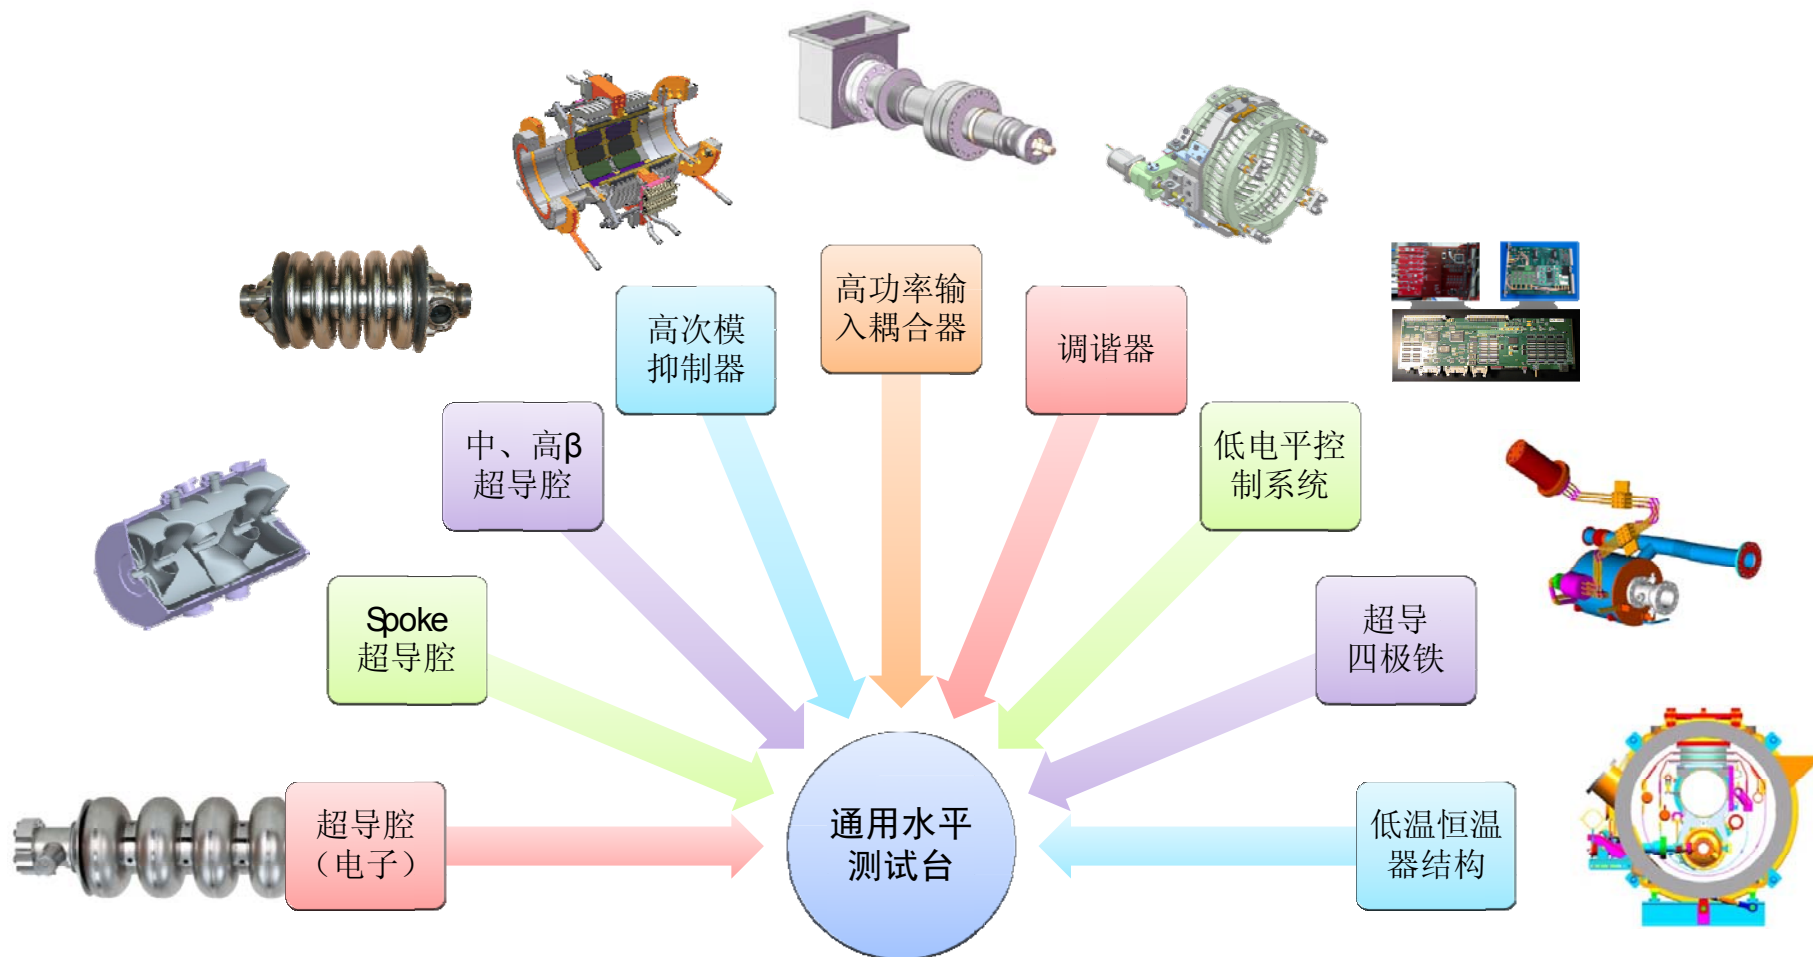 高功率输
入耦合器
高次模
抑制器
调谐器
中、高β
超导腔
低电平控
制系统
Spoke
超导腔
超导
四极铁
超导腔
（电子）
通用水平
测试台
低温恒温
器结构